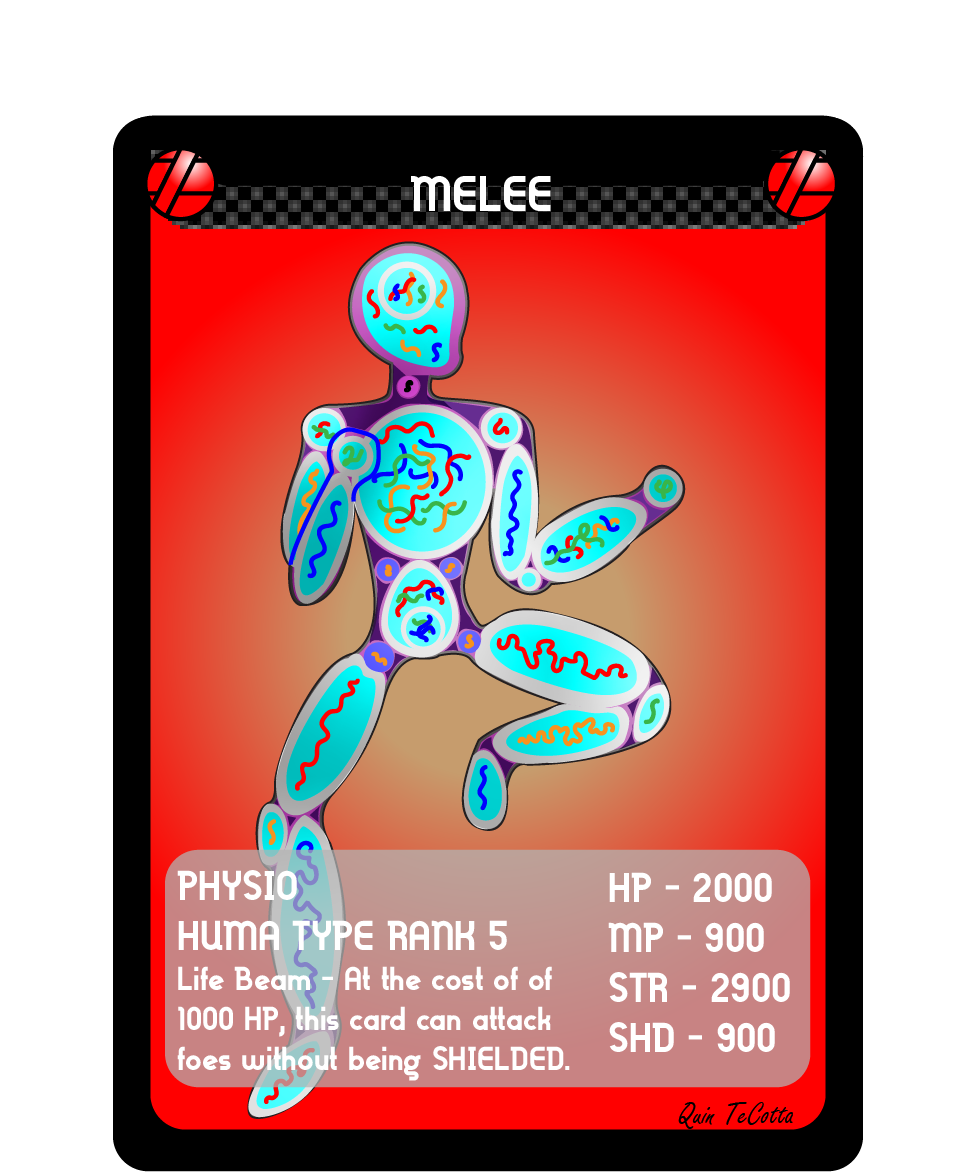 MELEE
PHYSIO
HUMA TYPE RANK 5
Life Beam - At the cost of of
1000 HP, this card can attack
foes without being SHIELDED.
HP - 2000
MP - 900
STR - 2900
SHD - 900
Quin TeCotta